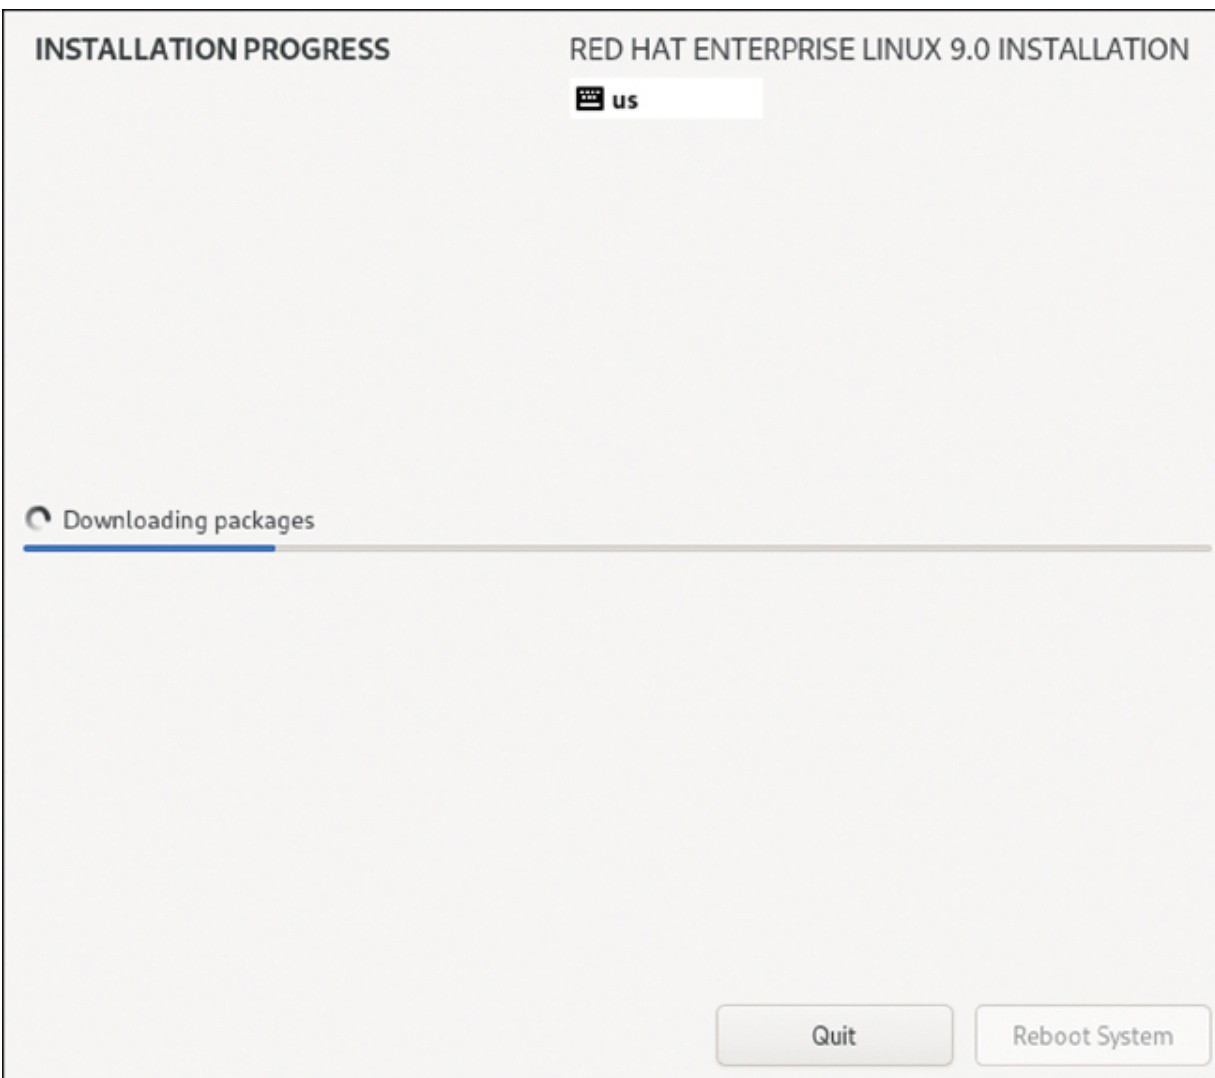 INSTALLATION PROGRESS
RED HAT ENTERPRISE LINUX 9.0 INSTALLATION
us
Downloading packages
Quit
Reboot System